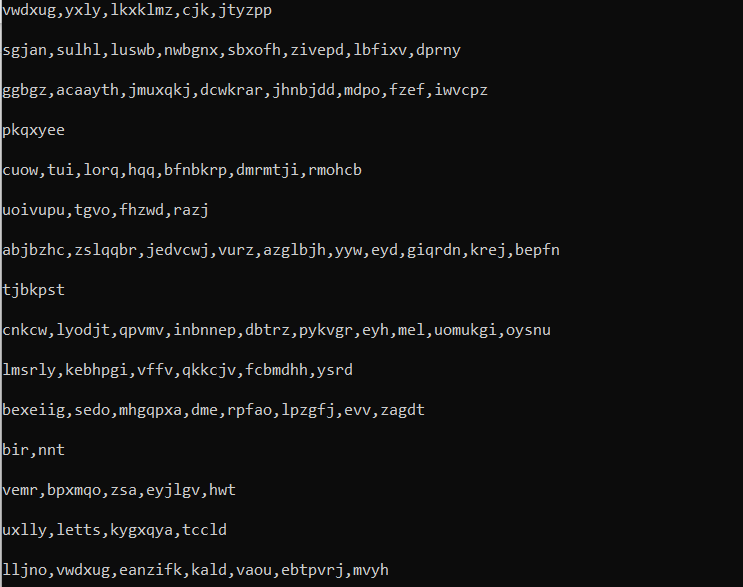 vwdxug,yxly,lkxklmz,cjk,jtyzpp
sgjan,sulhl,luswb,nwbgnx,sbxofh,zivepd,lbfixv,dprny
ggbgz,acaayth,jmuxqkj,dcwkrar,jhnbjdd,mdpo,fzef,iwvcpz
pkqxyee
cuow,tui,lorq,hqq,bfnbkrp,dmrmtji,rmohcb
uoivupu,tgvo,fhzwd,razj
abjbzhc,zslqqbr,jedvcwj,vurz,azglbjh,yyw,eyd,giqrdn,krej,bepfn
tjbkpst
cnkcw,lyodjt,qpvmv,inbnnep,dbtrz,pykvgr,eyh,mel,uomukgi,oysnu
lmsrly,kebhpgi,vffv,qkkcjv,fcbmdhh,ysrd
bexeiig,sedo,mhgqpxa,dme,rpfao,lpzgfj,evv,zagdt
bir,nnt
vemr,bpxmqo,zsa,eyjlgv,hwt
uxlly,letts,kygxqya,tccld
lljno,vwdxug,eanzifk,kald,vaou,ebtpvrj,mvyh